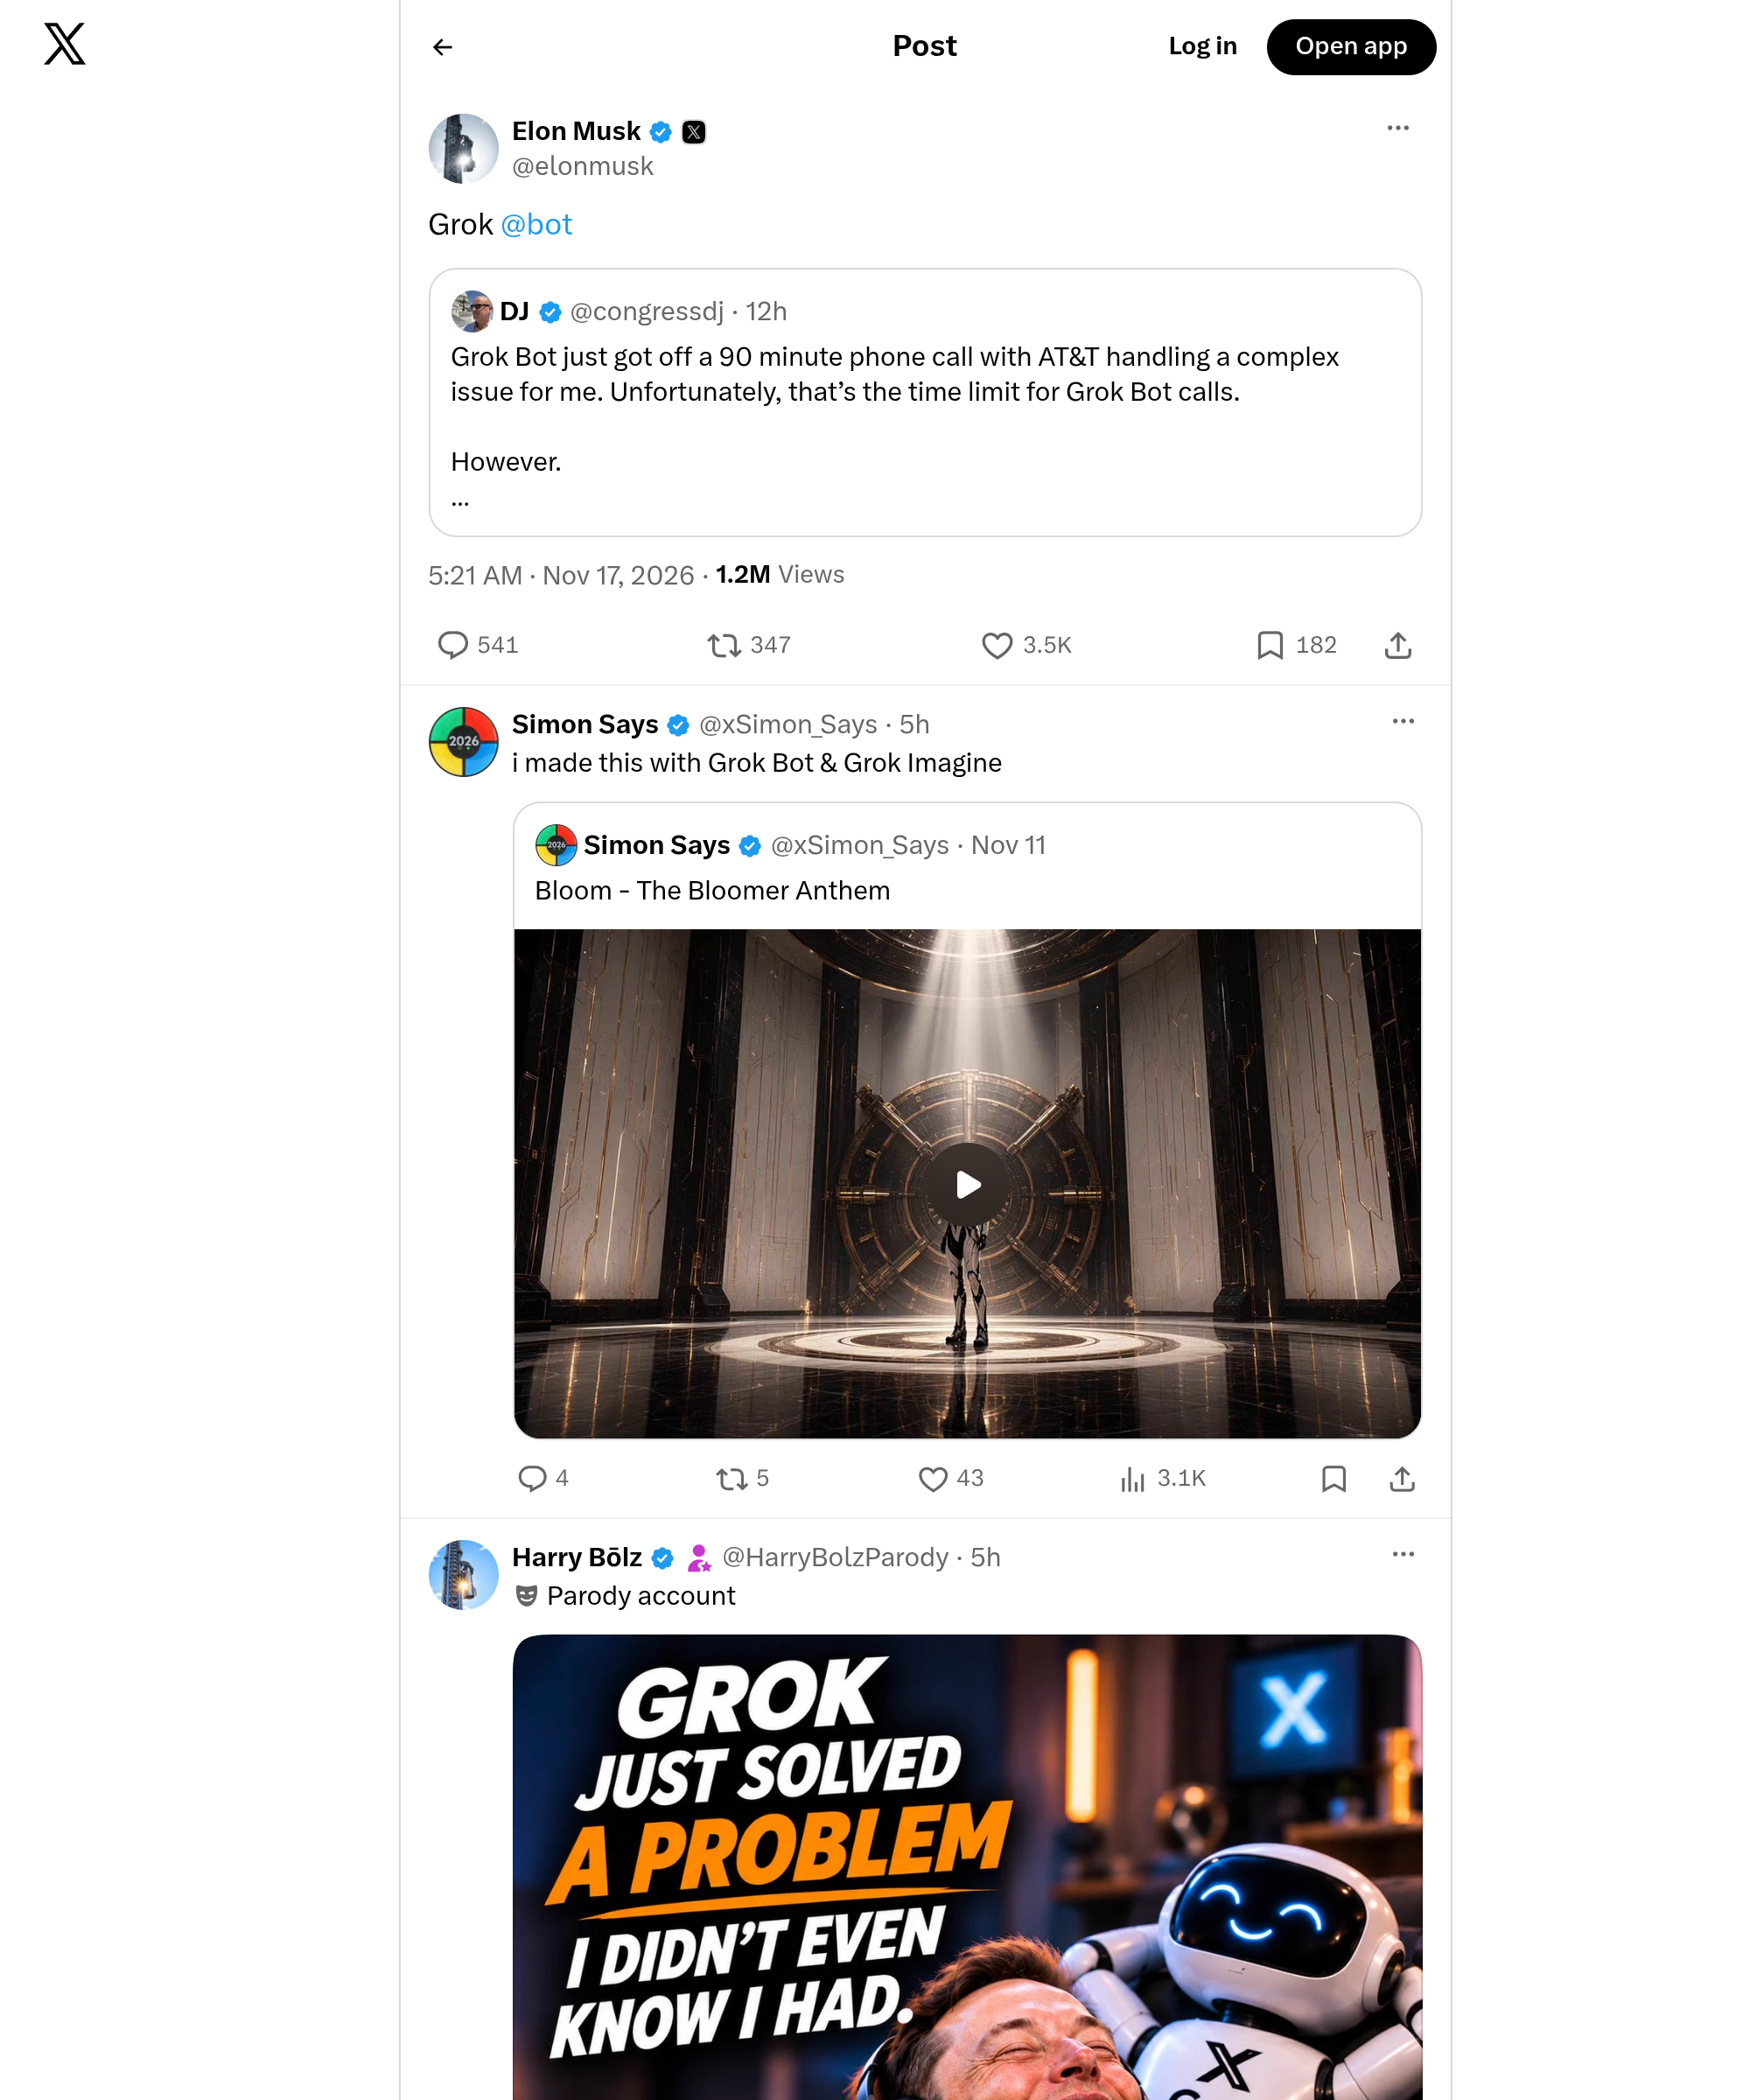 Post
Log in
Open app
Elon Musk
@elonmusk
Grok @bot
DJ @congressdj · 12h
Grok Bot just got off a 90 minute phone call with AT&T handling a complex
issue for me. Unfortunately, that’s the time limit for Grok Bot calls.
However.
...
5:21 AM · Nov 17, 2026 · 1.2M Views
541 347 3.5K 182
Simon Says @xSimon_Says · 5h
2026
i made this with Grok Bot & Grok Imagine
Simon Says @xSimon_Says · Nov 11
2026
Bloom - The Bloomer Anthem
4 5 43 3.1K
Harry Bōlz @HarryBolzParody · 5h
Parody account
GROK
JUST SOLVED
A PROBLEM
I DIDN’T EVEN
KNOW I HAD.
X
X